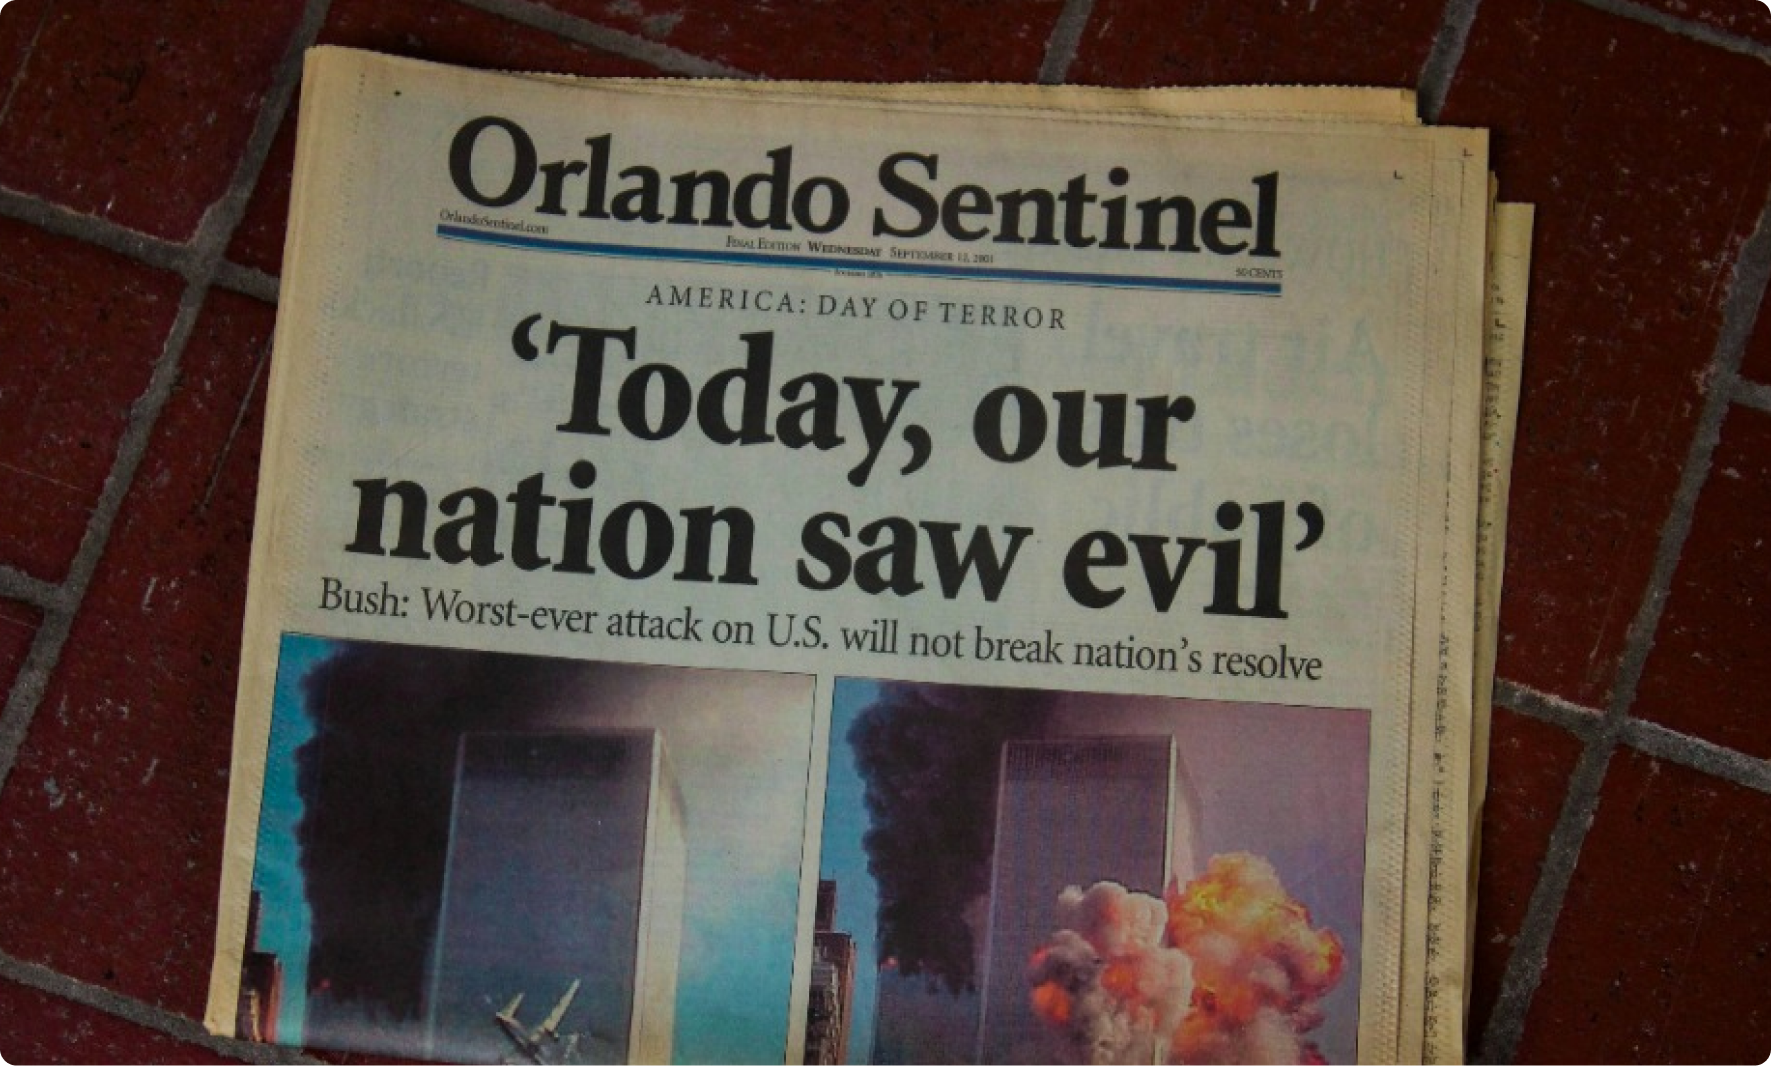 Orlando Sentinel
OrlandoSentinel.com
FINAL EDITION WEDNESDAY SEPTEMBER 12, 2001
50 CENTS
AMERICA: DAY OF TERROR
‘Today, our
nation saw evil’
Bush: Worst-ever attack on U.S. will not break nation’s resolve